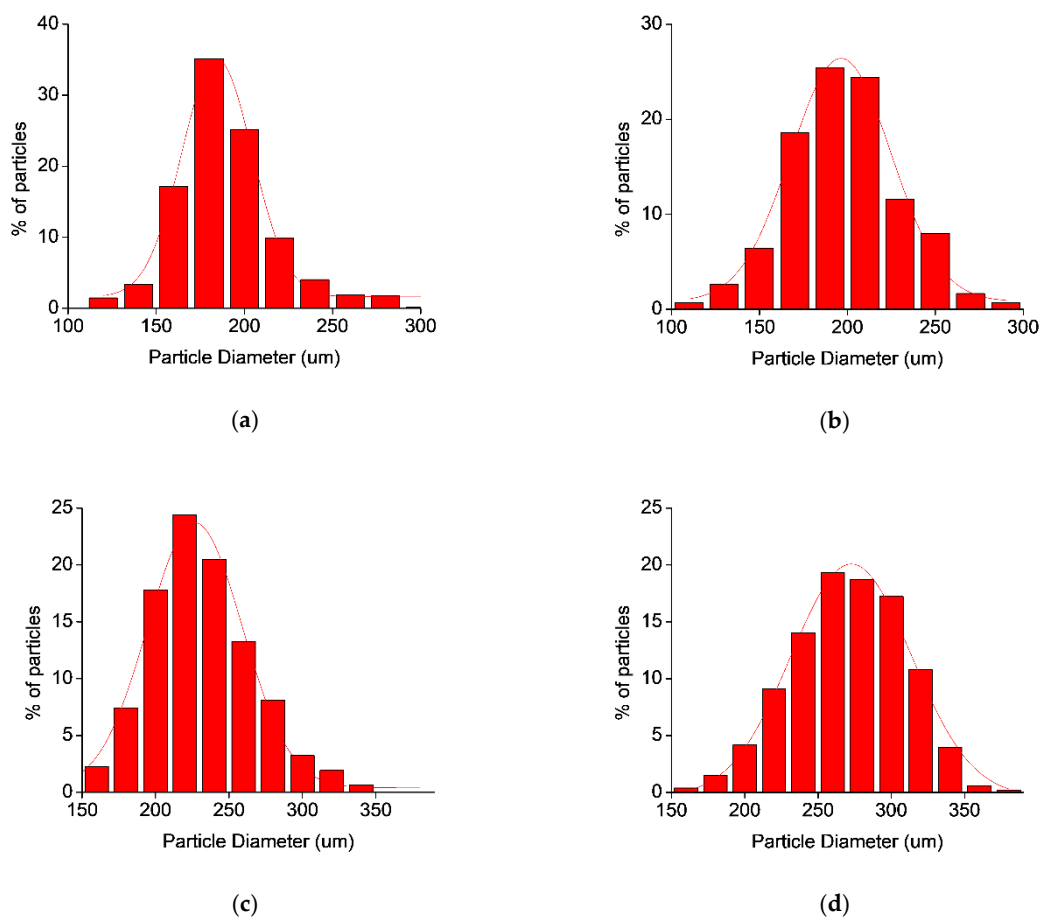 40
30
20
10
0
% of particles
100 150 200 250 300
Particle Diameter (um)
(a)
30
20
10
0
% of particles
100 150 200 250 300
Particle Diameter (um)
(b)
25
20
15
10
5
0
% of particles
150 200 250 300 350
Particle Diameter (um)
(c)
25
20
15
10
5
0
% of particles
150 200 250 300 350
Particle Diameter (um)
(d)